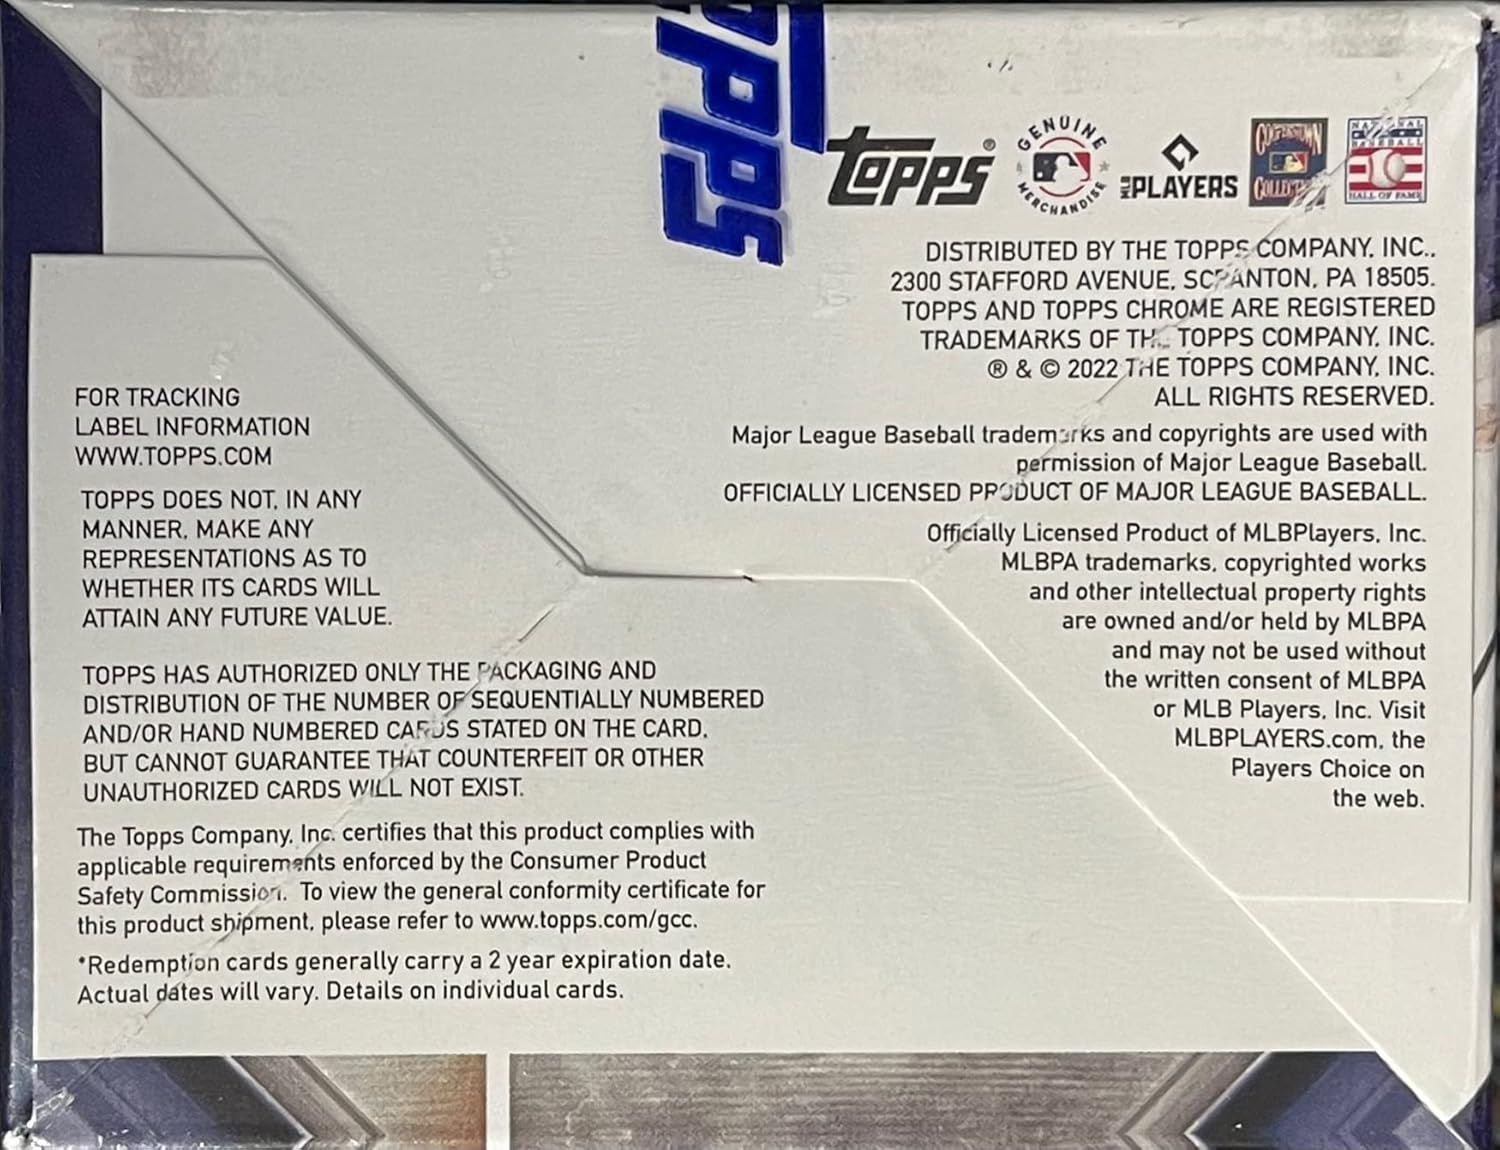 TOPPS
Topps®
GENUINE
MERCHANDISE
MLB PLAYERS
COOPERSTOWN
COLLECTION
NATIONAL
BASEBALL
HALL OF FAME
DISTRIBUTED BY THE TOPPS COMPANY, INC.,
2300 STAFFORD AVENUE, SCRANTON, PA 18505.
TOPPS AND TOPPS CHROME ARE REGISTERED
TRADEMARKS OF THE TOPPS COMPANY, INC.
® & © 2022 THE TOPPS COMPANY, INC.
ALL RIGHTS RESERVED.
Major League Baseball trademarks and copyrights are used with
permission of Major League Baseball.
OFFICIALLY LICENSED PRODUCT OF MAJOR LEAGUE BASEBALL.
Officially Licensed Product of MLBPlayers, Inc.
MLBPA trademarks, copyrighted works
and other intellectual property rights
are owned and/or held by MLBPA
and may not be used without
the written consent of MLBPA
or MLB Players, Inc. Visit
MLBPLAYERS.com, the
Players Choice on
the web.
FOR TRACKING
LABEL INFORMATION
WWW.TOPPS.COM
TOPPS DOES NOT, IN ANY
MANNER, MAKE ANY
REPRESENTATIONS AS TO
WHETHER ITS CARDS WILL
ATTAIN ANY FUTURE VALUE.
TOPPS HAS AUTHORIZED ONLY THE PACKAGING AND
DISTRIBUTION OF THE NUMBER OF SEQUENTIALLY NUMBERED
AND/OR HAND NUMBERED CARDS STATED ON THE CARD,
BUT CANNOT GUARANTEE THAT COUNTERFEIT OR OTHER
UNAUTHORIZED CARDS WILL NOT EXIST.
The Topps Company, Inc. certifies that this product complies with
applicable requirements enforced by the Consumer Product
Safety Commission. To view the general conformity certificate for
this product shipment, please refer to www.topps.com/gcc.
*Redemption cards generally carry a 2 year expiration date.
Actual dates will vary. Details on individual cards.